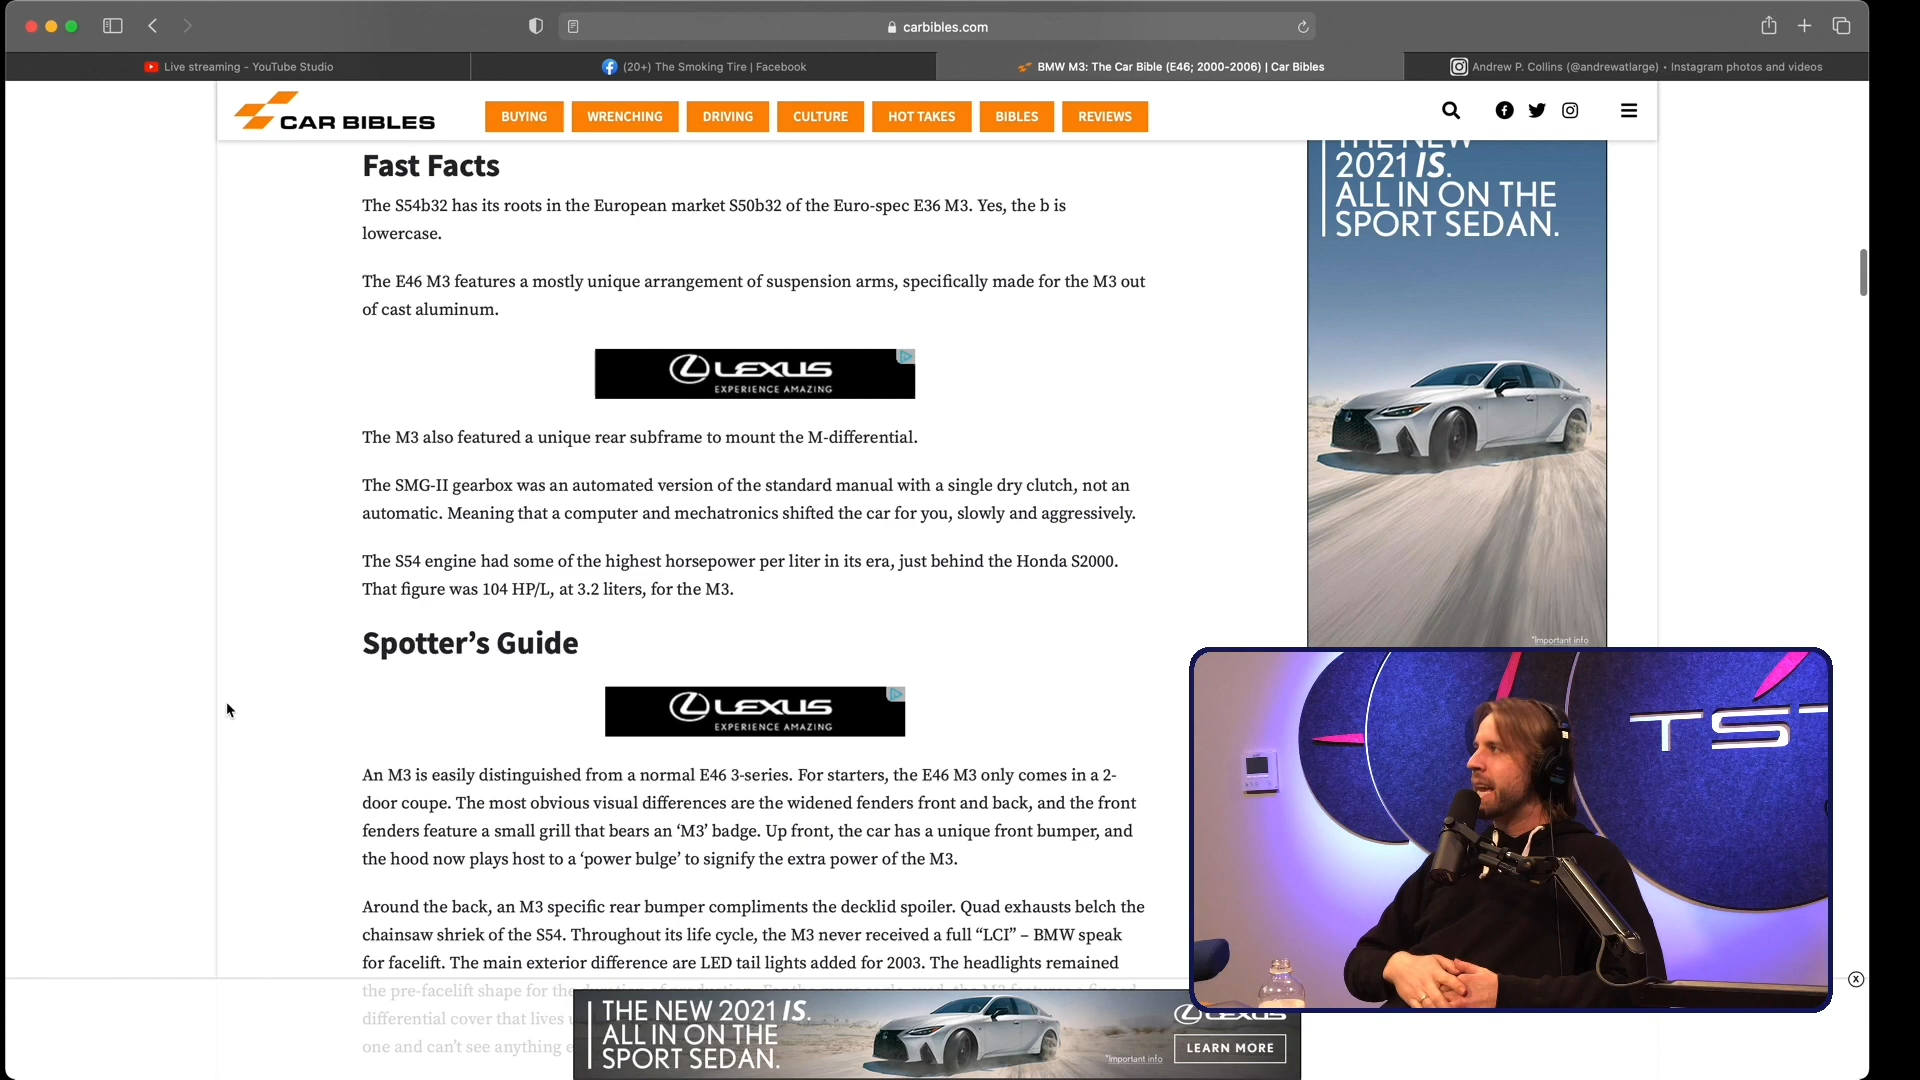 carbibles.com
Live streaming - YouTube Studio
(20+) The Smoking Tire | Facebook
BMW M3: The Car Bible (E46; 2000-2006) | Car Bibles
Andrew P. Collins (@andrewatlarge) • Instagram photos and videos
CAR BIBLES
BUYING
WRENCHING
DRIVING
CULTURE
HOT TAKES
BIBLES
REVIEWS
Fast Facts
The S54b32 has its roots in the European market S50b32 of the Euro-spec E36 M3. Yes, the b is
lowercase.
The E46 M3 features a mostly unique arrangement of suspension arms, specifically made for the M3 out
of cast aluminum.
LEXUS
EXPERIENCE AMAZING
The M3 also featured a unique rear subframe to mount the M-differential.
The SMG-II gearbox was an automated version of the standard manual with a single dry clutch, not an
automatic. Meaning that a computer and mechatronics shifted the car for you, slowly and aggressively.
The S54 engine had some of the highest horsepower per liter in its era, just behind the Honda S2000.
That figure was 104 HP/L, at 3.2 liters, for the M3.
Spotter’s Guide
LEXUS
EXPERIENCE AMAZING
An M3 is easily distinguished from a normal E46 3-series. For starters, the E46 M3 only comes in a 2-
door coupe. The most obvious visual differences are the widened fenders front and back, and the front
fenders feature a small grill that bears an ‘M3’ badge. Up front, the car has a unique front bumper, and
the hood now plays host to a ‘power bulge’ to signify the extra power of the M3.
Around the back, an M3 specific rear bumper compliments the decklid spoiler. Quad exhausts belch the
chainsaw shriek of the S54. Throughout its life cycle, the M3 never received a full “LCI” – BMW speak
for facelift. The main exterior difference are LED tail lights added for 2003. The headlights remained
the pre-facelift shape for the
differential cover that lives
one and can’t see anything
THE NEW
2021 IS.
ALL IN ON THE
SPORT SEDAN.
*Important info
TST
THE NEW 2021 IS.
ALL IN ON THE
SPORT SEDAN.
*Important info
LEXUS
LEARN MORE